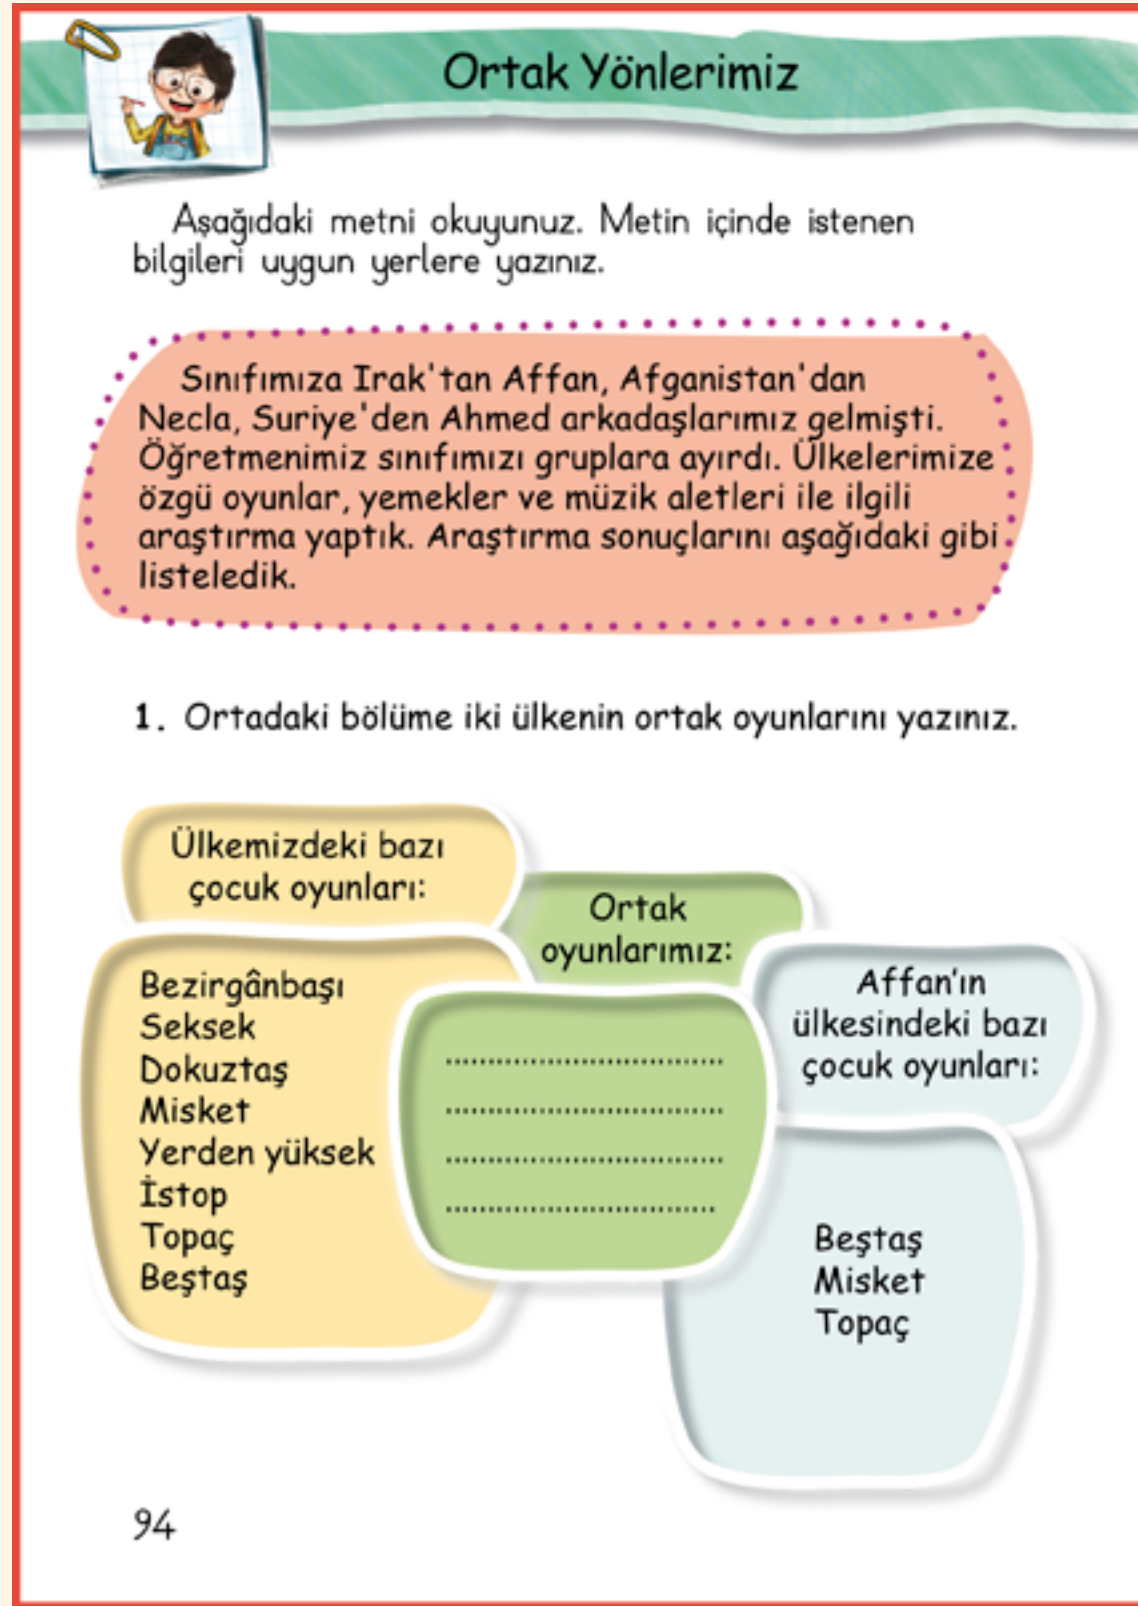 Ortak Yönlerimiz
Aşağıdaki metni okuyunuz. Metin içinde istenen
bilgileri uygun yerlere yazınız.
Sınıfımıza Irak'tan Affan, Afganistan'dan
Necla, Suriye'den Ahmed arkadaşlarımız gelmişti.
Öğretmenimiz sınıfımızı gruplara ayırdı. Ülkelerimize
özgü oyunlar, yemekler ve müzik aletleri ile ilgili
araştırma yaptık. Araştırma sonuçlarını aşağıdaki gibi
listeledik.
1. Ortadaki bölüme iki ülkenin ortak oyunlarını yazınız.
Ülkemizdeki bazı
çocuk oyunları:
Bezirgânbaşı
Seksek
Dokuztaş
Misket
Yerden yüksek
İstop
Topaç
Beştaş
Ortak
oyunlarımız:
................................
................................
................................
...............................
Affan’ın
ülkesindeki bazı
çocuk oyunları:
Beştaş
Misket
Topaç
94